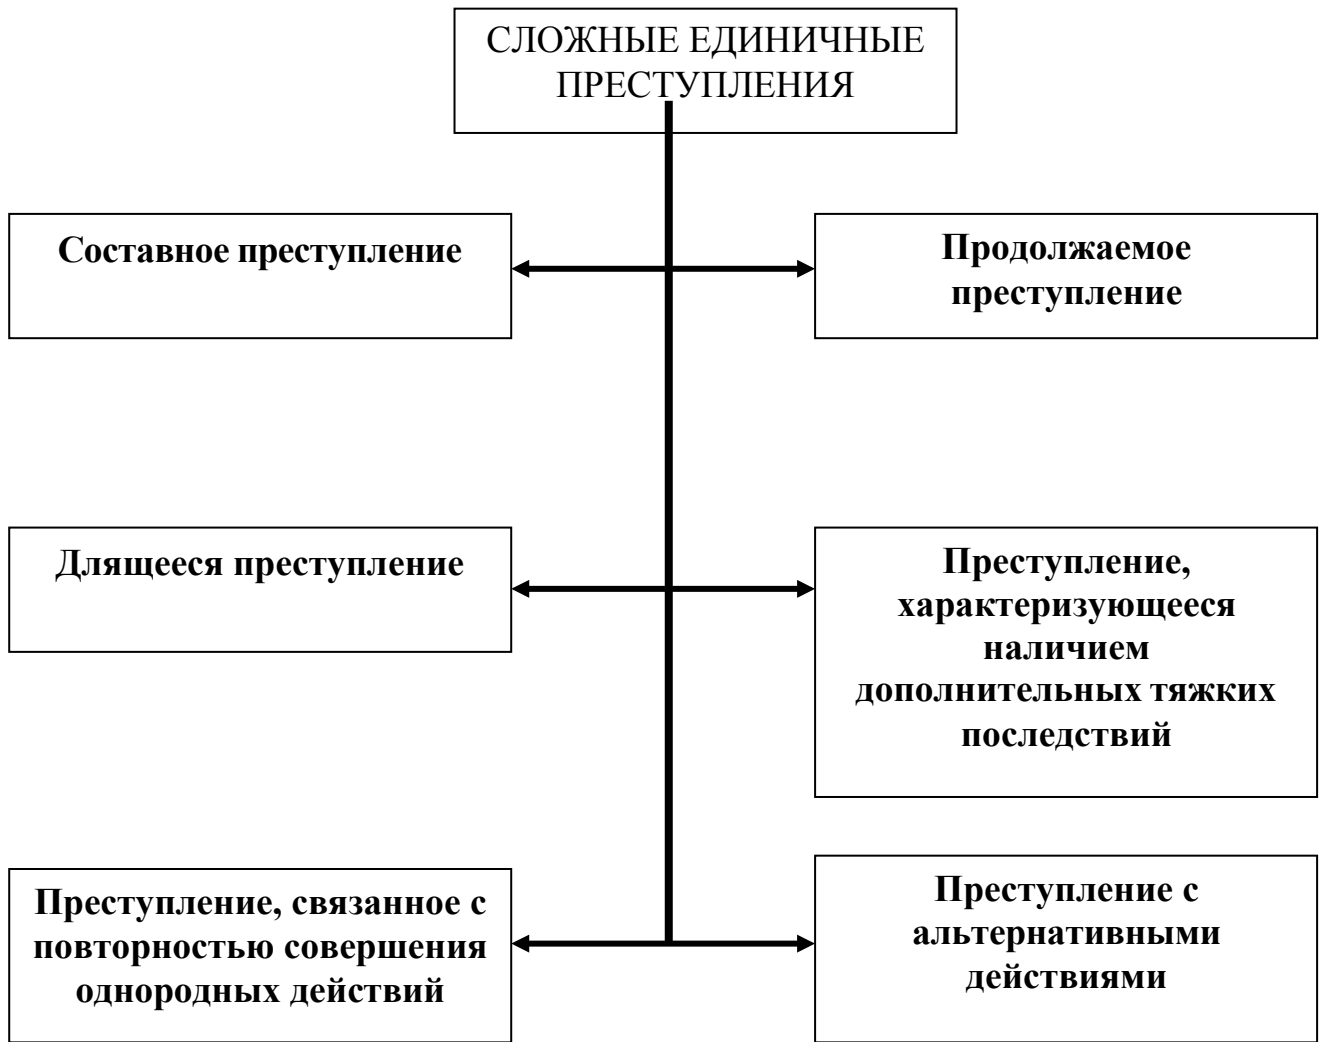 СЛОЖНЫЕ ЕДИНИЧНЫЕ
ПРЕСТУПЛЕНИЯ
Составное преступление
Продолжаемое
преступление
Длящееся преступление
Преступление,
характеризующееся
наличием
дополнительных тяжких
последствий
Преступление, связанное с
повторностью совершения
однородных действий
Преступление с
альтернативными
действиями